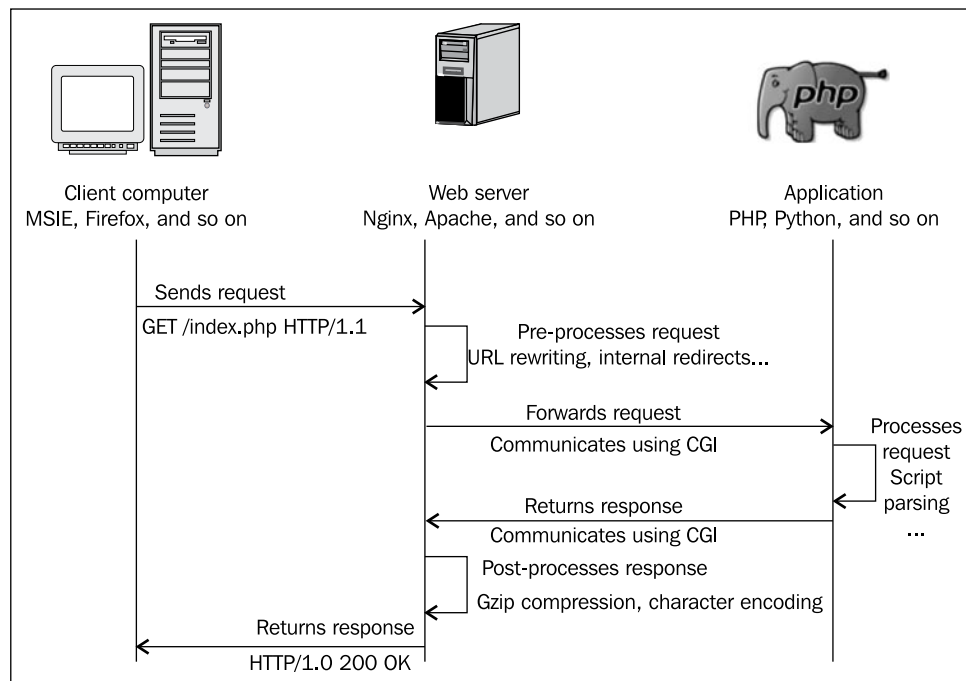 php
Client computer
MSIE, Firefox, and so on
Web server
Nginx, Apache, and so on
Application
PHP, Python, and so on
Sends request
GET /index.php HTTP/1.1
Pre-processes request
URL rewriting, internal redirects...
Forwards request
Communicates using CGI
Processes
request
Script
parsing
...
Returns response
Communicates using CGI
Post-processes response
Gzip compression, character encoding
Returns response
HTTP/1.0 200 OK